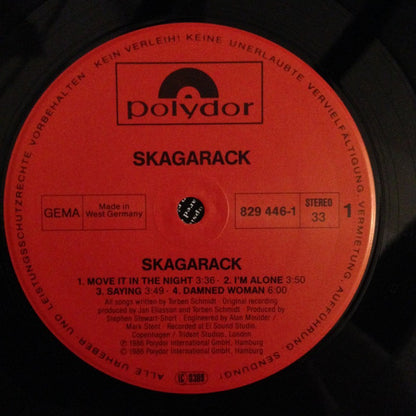 ALLE URHEBER UND LEISTUNGSSCHUTZRECHTE VORBEHALTEN · KEIN VERLEIH! KEINE UNERLAUBTE VERVIELFÄLTIGUNG, VERMIETUNG, AUFFÜHRUNG, SENDUNG!
polydor
SKAGARACK
GEMA Made in
West Germany
829 446-1 STEREO
33 1
SKAGARACK
1. MOVE IT IN THE NIGHT 3:36 · 2. I'M ALONE 3:50
3. SAYING 3:49 · 4. DAMNED WOMAN 6:00
All songs written by Torben Schmidt · Original recording
produced by Jan Eliasson and Torben Schmidt · Produced by
Stephen Stewart-Short · Engineered by Alan Moulder /
Mark Stent · Recorded at El Sound Studio,
Copenhagen / Trident Studios, London
℗ 1986 Polydor International GmbH, Hamburg
© 1986 Polydor International GmbH, Hamburg